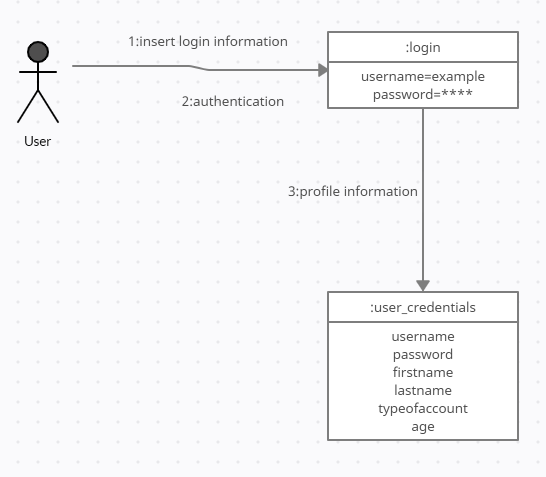 1:insert login information
:login
username=example
password=****
2:authentication
User
3:profile information
:user_credentials
username
password
firstname
lastname
typeofaccount
age